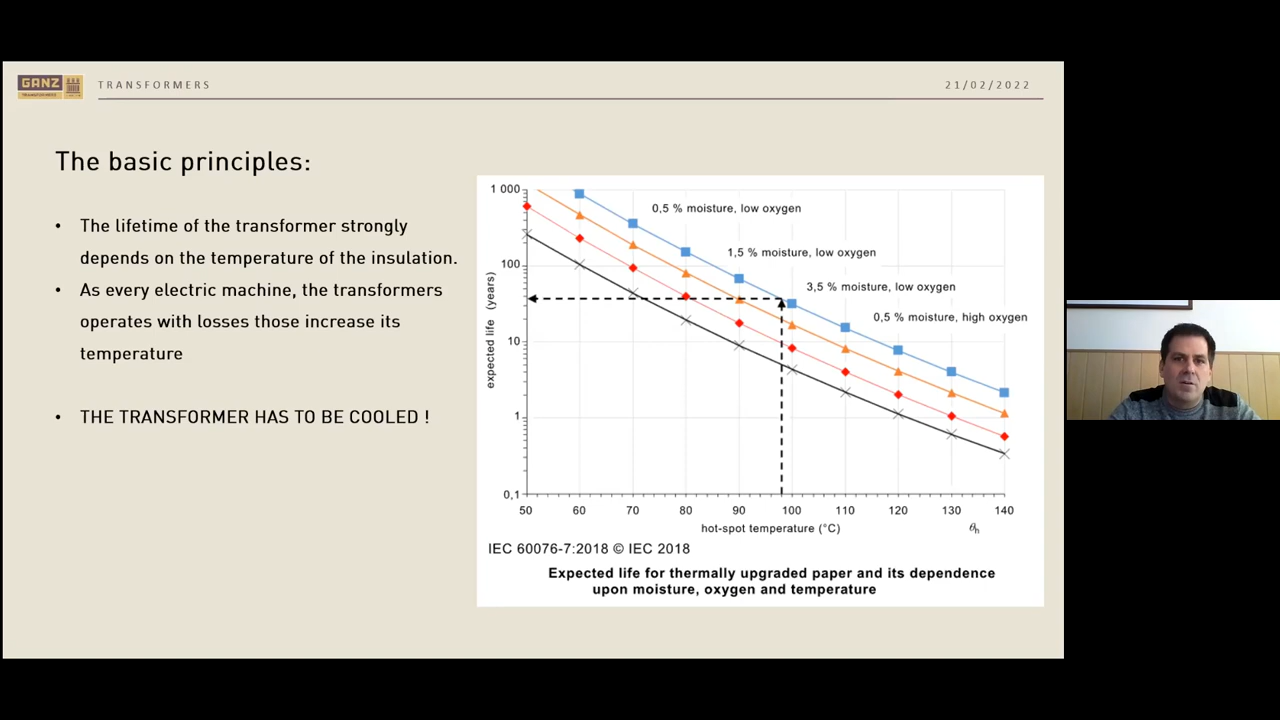 GANZ
TRANSFORMERS
21/02/2022
The basic principles:
• The lifetime of the transformer strongly
depends on the temperature of the insulation.
• As every electric machine, the transformers
operates with losses those increase its
temperature
• THE TRANSFORMER HAS TO BE COOLED !
expected life (years)
1 000
100
10
1
0,1
0,5 % moisture, low oxygen
1,5 % moisture, low oxygen
3,5 % moisture, low oxygen
0,5 % moisture, high oxygen
50 60 70 80 90 100 110 120 130 140
hot-spot temperature (°C)
θh
IEC 60076-7:2018 © IEC 2018
Expected life for thermally upgraded paper and its dependence
upon moisture, oxygen and temperature